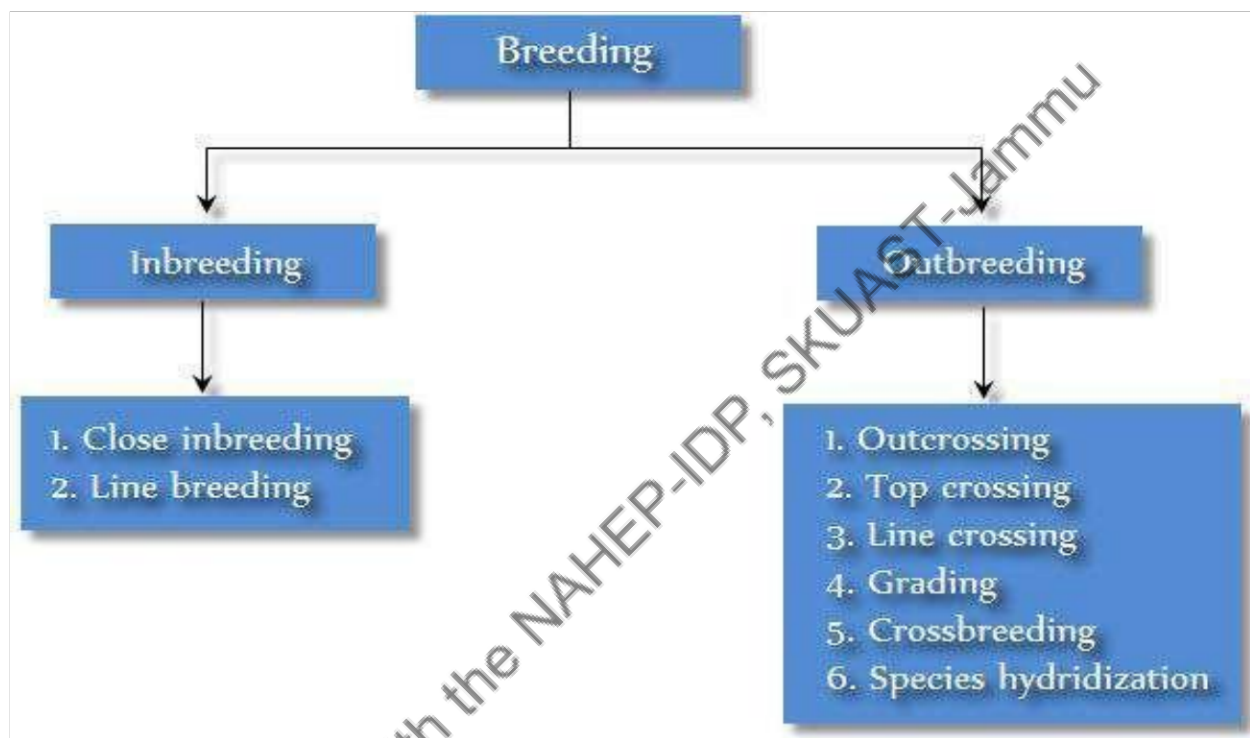 Breeding
Inbreeding
Outbreeding
1. Close inbreeding
2. Line breeding
1. Outcrossing
2. Top crossing
3. Line crossing
4. Grading
5. Crossbreeding
6. Species hydridization
the NAHEP-IDP, SKUAST-Jammu